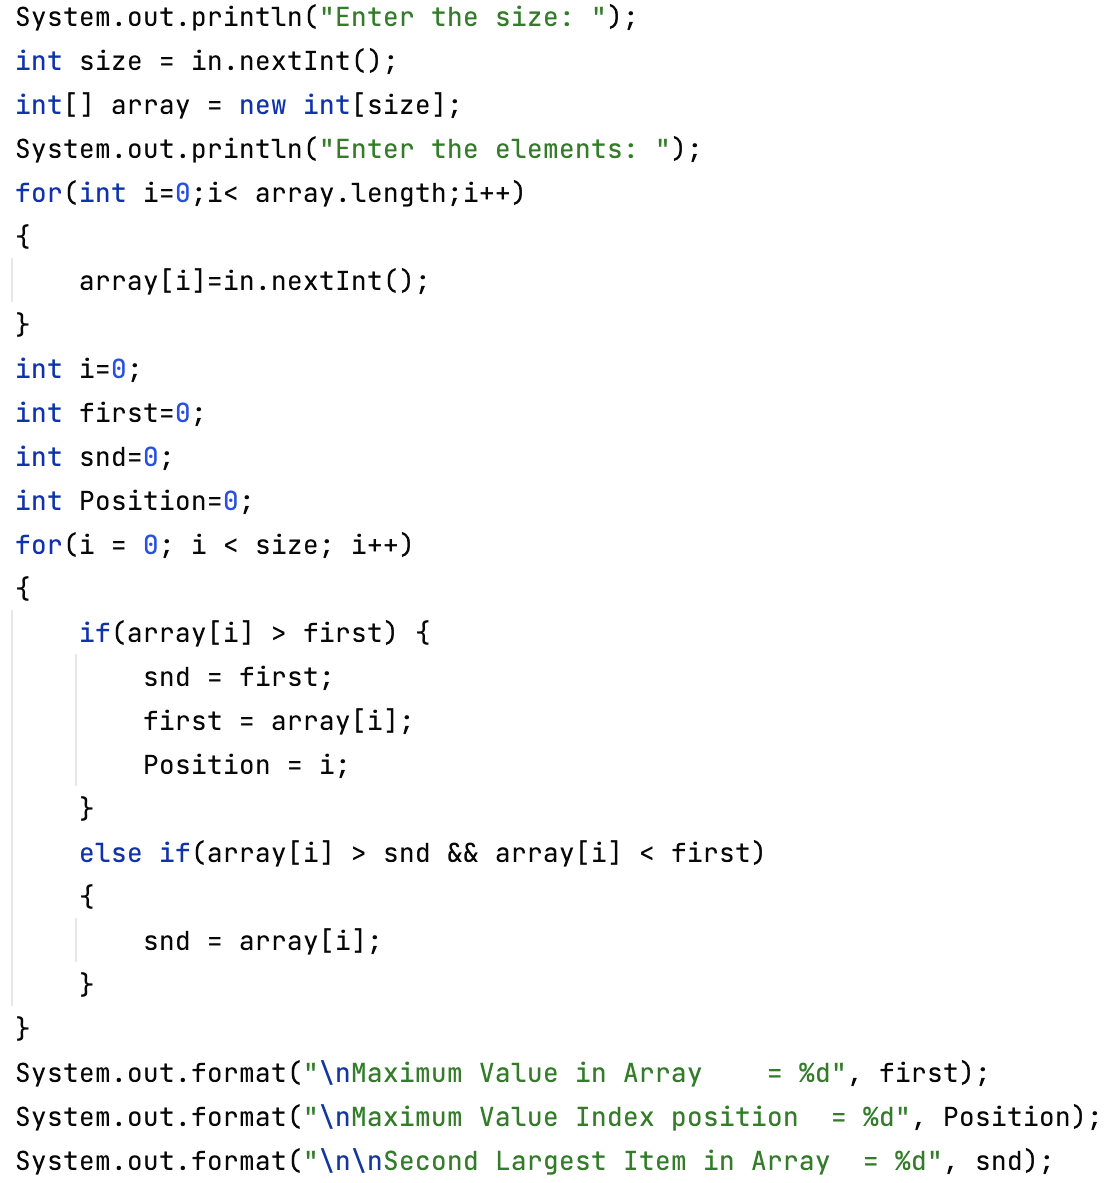 System.out.println("Enter the size: ");
int size = in.nextInt();
int[] array = new int[size];
System.out.println("Enter the elements: ");
for(int i=0;i< array.length;i++)
{
    array[i]=in.nextInt();
}
int i=0;
int first=0;
int snd=0;
int Position=0;
for(i = 0; i < size; i++)
{
    if(array[i] > first) {
        snd = first;
        first = array[i];
        Position = i;
    }
    else if(array[i] > snd && array[i] < first)
    {
        snd = array[i];
    }
}
System.out.format("\nMaximum Value in Array    = %d", first);
System.out.format("\nMaximum Value Index position  = %d", Position);
System.out.format("\n\nSecond Largest Item in Array  = %d", snd);